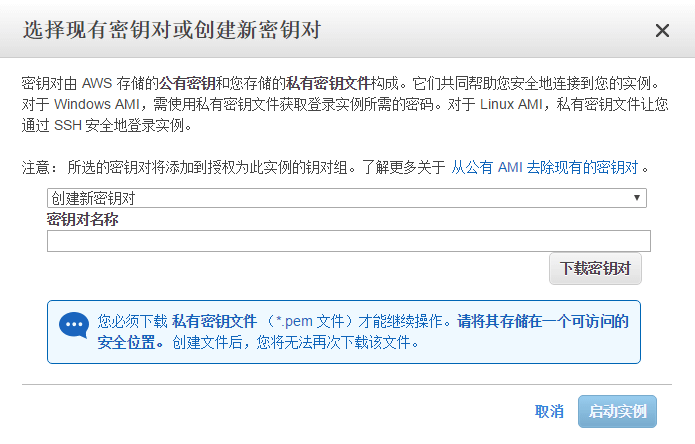 选择现有密钥对或创建新密钥对
密钥对由 AWS 存储的公有密钥和您存储的私有密钥文件构成。它们共同帮助您安全地连接到您的实例。
对于 Windows AMI，需使用私有密钥文件获取登录实例所需的密码。对于 Linux AMI，私有密钥文件让您
通过 SSH 安全地登录实例。
注意： 所选的密钥对将添加到授权为此实例的钥对组。了解更多关于 从公有 AMI 去除现有的密钥对 。
创建新密钥对
密钥对名称
下载密钥对
您必须下载 私有密钥文件 （*.pem 文件）才能继续操作。请将其存储在一个可访问的
安全位置。 创建文件后，您将无法再次下载该文件。
取消 启动实例